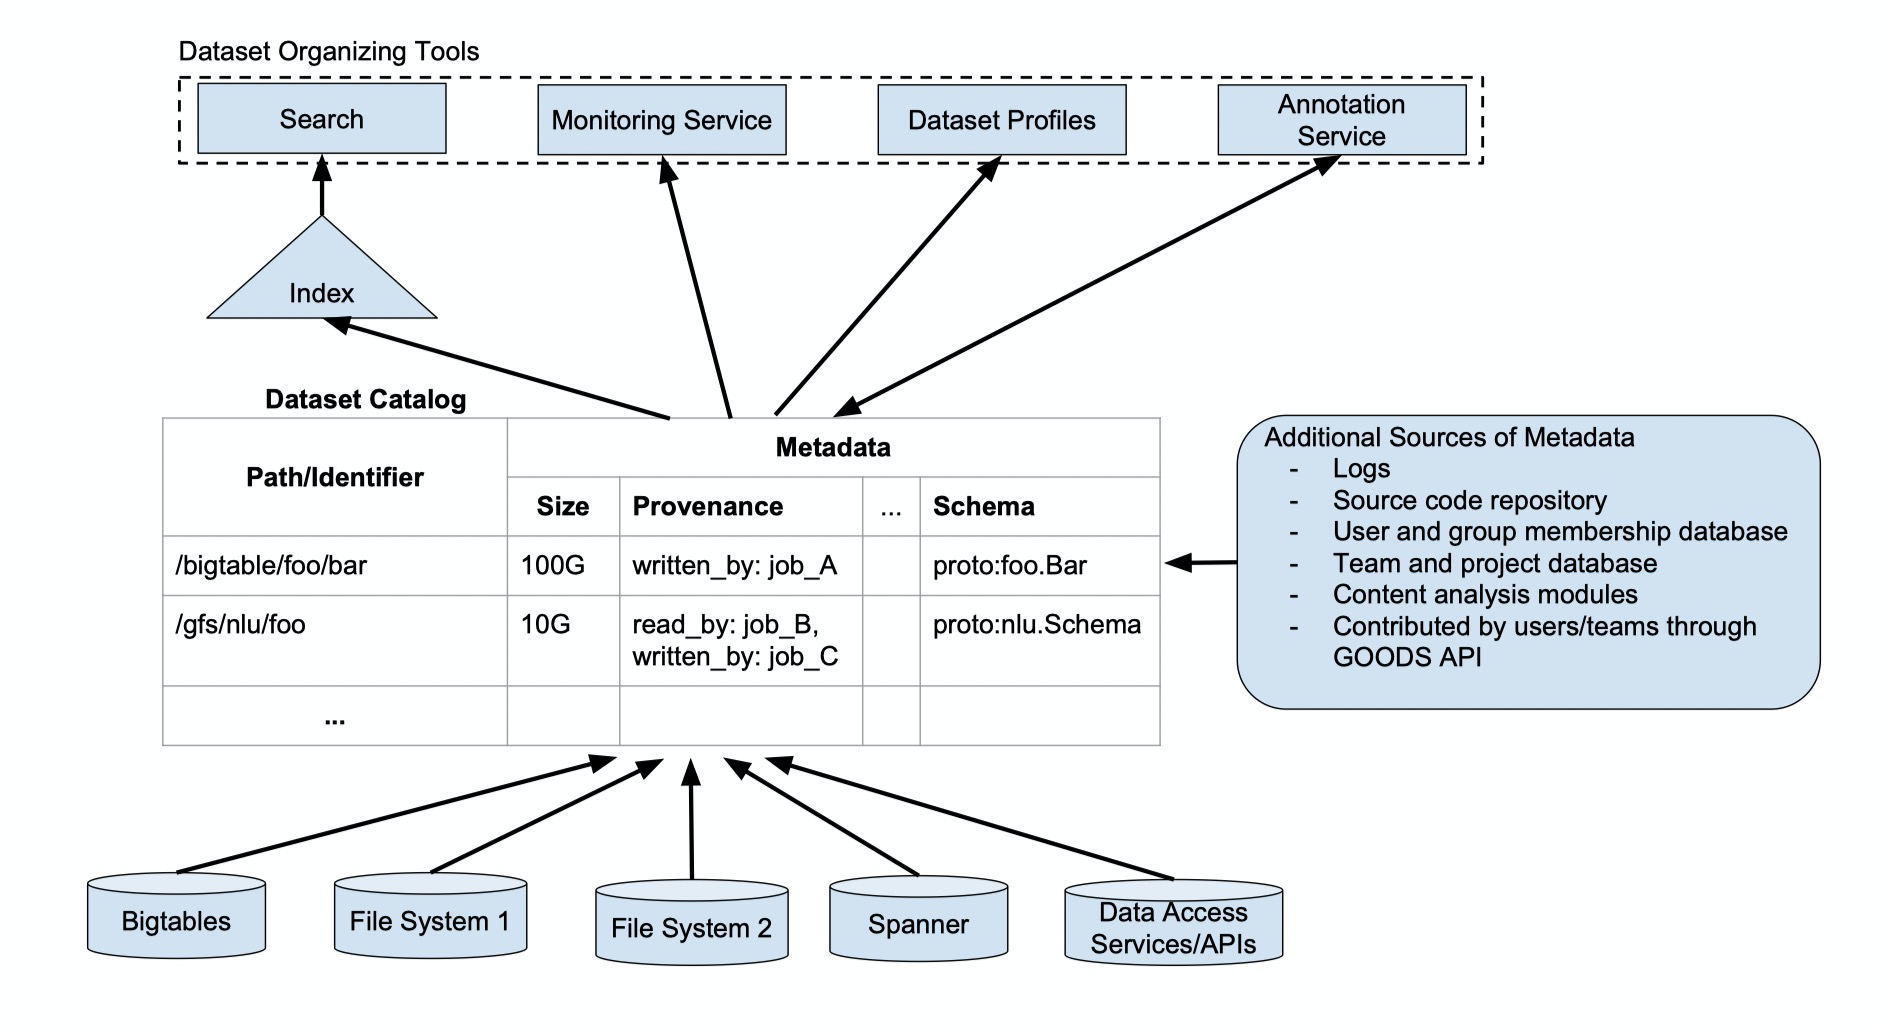 Dataset Organizing Tools
Search
Monitoring Service
Dataset Profiles
Annotation
Service
Index
Dataset Catalog
Path/Identifier
Metadada
Size
Provenance
...
Schema
/bigtable/foo/bar
100G
written_by: job_A
proto:foo.Bar
/gfs/nlu/foo
10G
read_by: job_B,
written_by: job_C
proto:nlu.Schema
...
Additional Sources of Metadata
- Logs
- Source code repository
- User and group membership database
- Team and project database
- Content analysis modules
- Contributed by users/teams through
GOODS API
Bigtables
File System 1
File System 2
Spanner
Data Access
Services/APIs